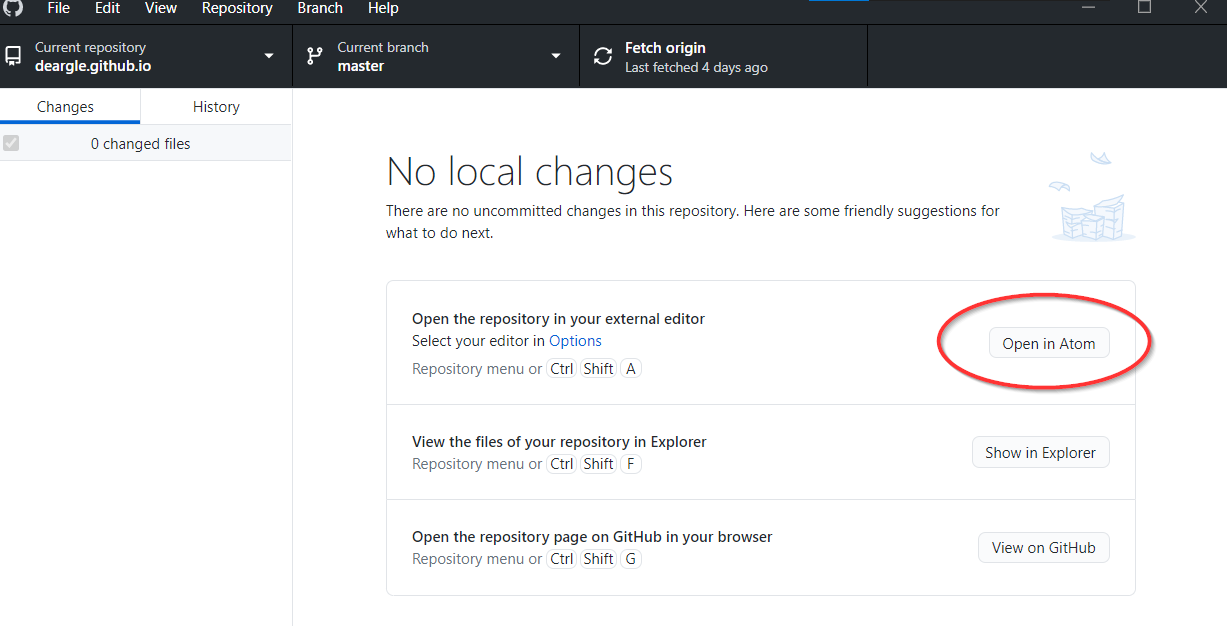 File Edit View Repository Branch Help
Current repository
deargle.github.io
Current branch
master
Fetch origin
Last fetched 4 days ago
Changes
History
0 changed files
No local changes
There are no uncommitted changes in this repository. Here are some friendly suggestions for
what to do next.
Open the repository in your external editor
Select your editor in Options
Repository menu or Ctrl Shift A
Open in Atom
View the files of your repository in Explorer
Repository menu or Ctrl Shift F
Show in Explorer
Open the repository page on GitHub in your browser
Repository menu or Ctrl Shift G
View on GitHub